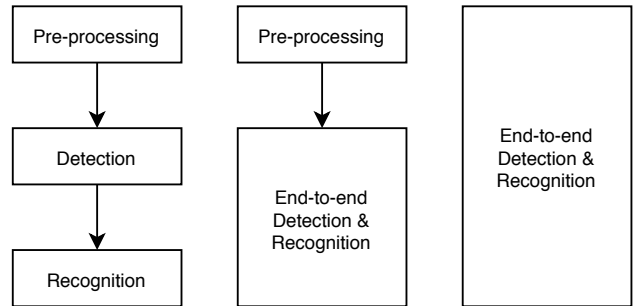 Pre-processing
Detection
Recognition
Pre-processing
End-to-end
Detection &
Recognition
End-to-end
Detection &
Recognition